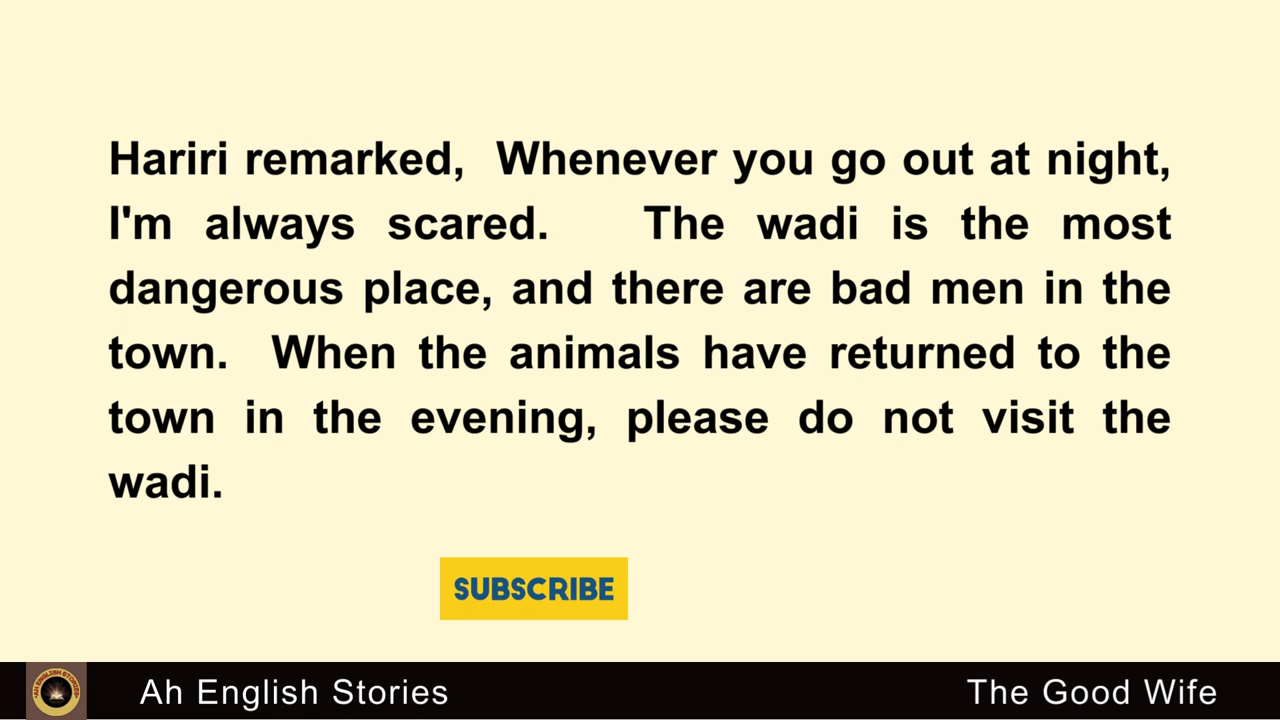 Hariri remarked, Whenever you go out at night,
I'm always scared. The wadi is the most
dangerous place, and there are bad men in the
town. When the animals have returned to the
town in the evening, please do not visit the
wadi.
SUBSCRIBE
Ah English Stories
The Good Wife